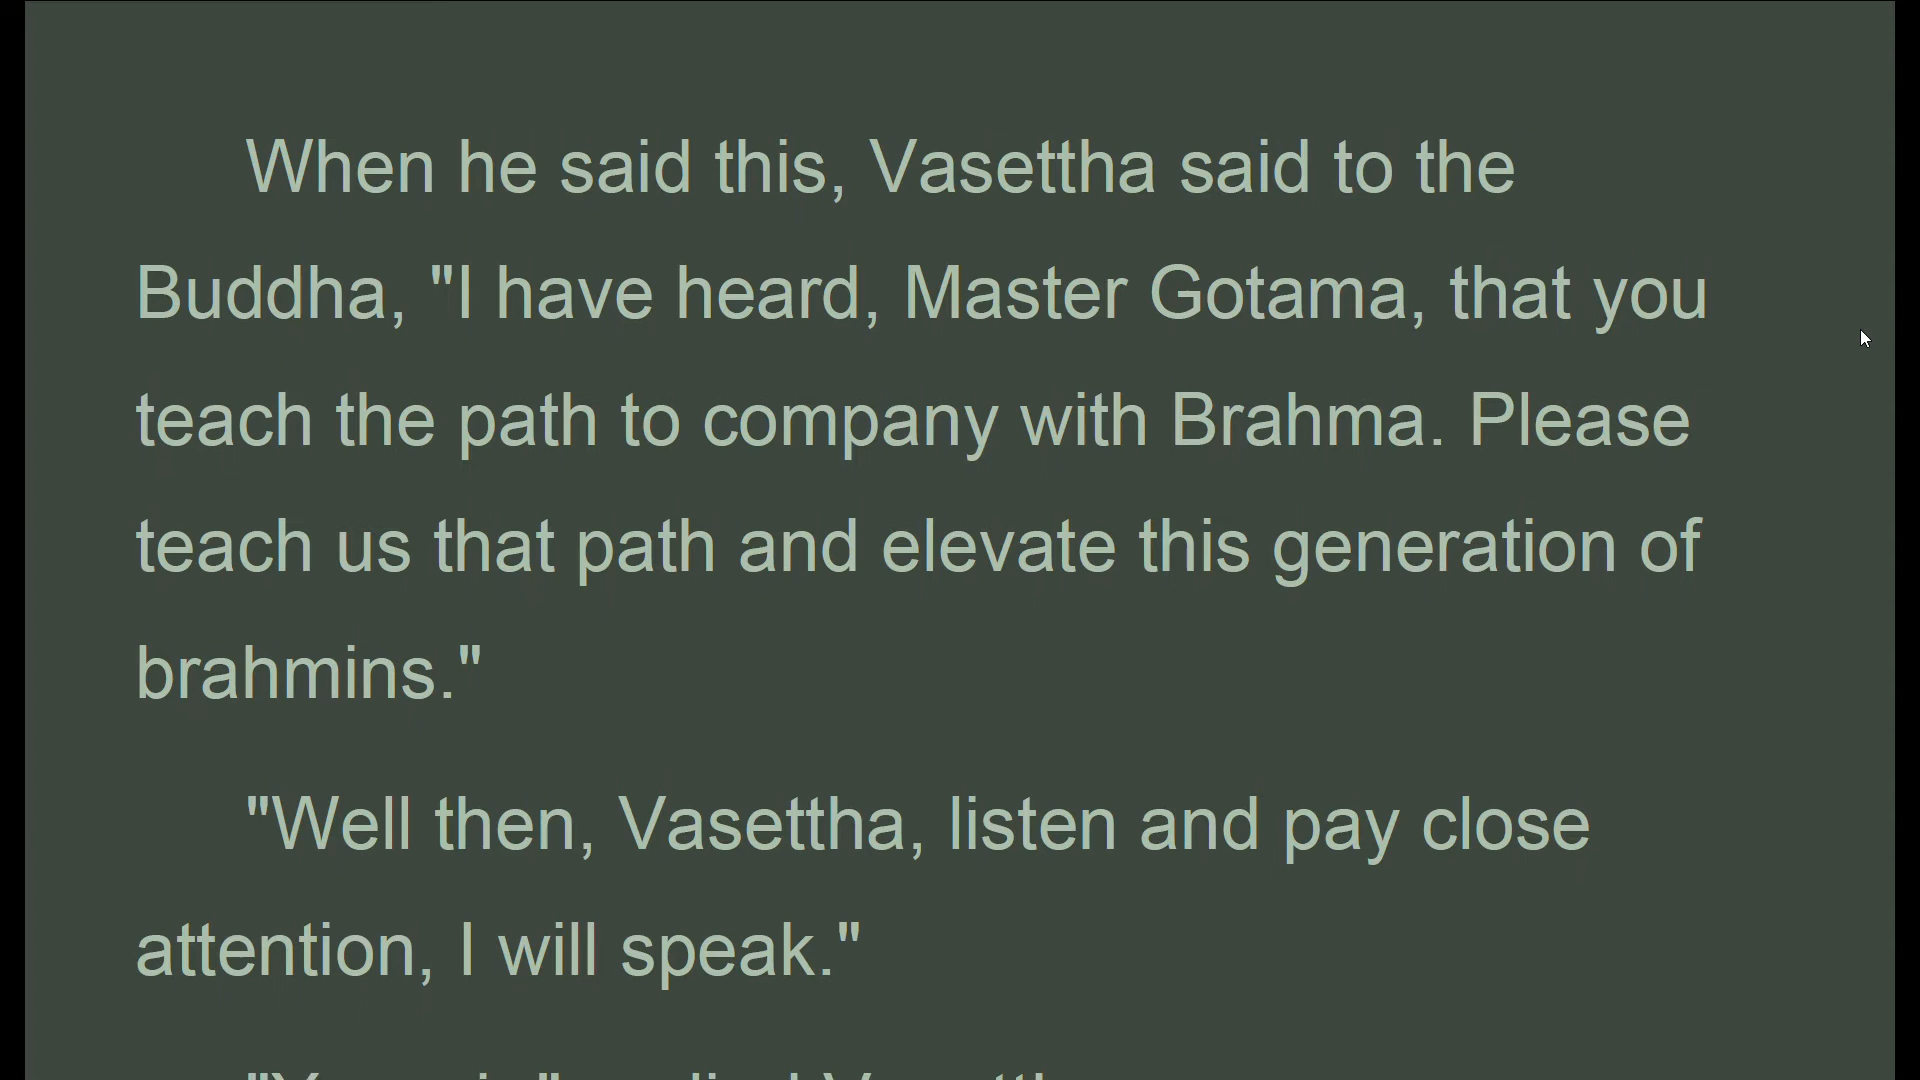 When he said this, Vasettha said to the
Buddha, "I have heard, Master Gotama, that you
teach the path to company with Brahma. Please
teach us that path and elevate this generation of
brahmins."
"Well then, Vasettha, listen and pay close
attention, I will speak."